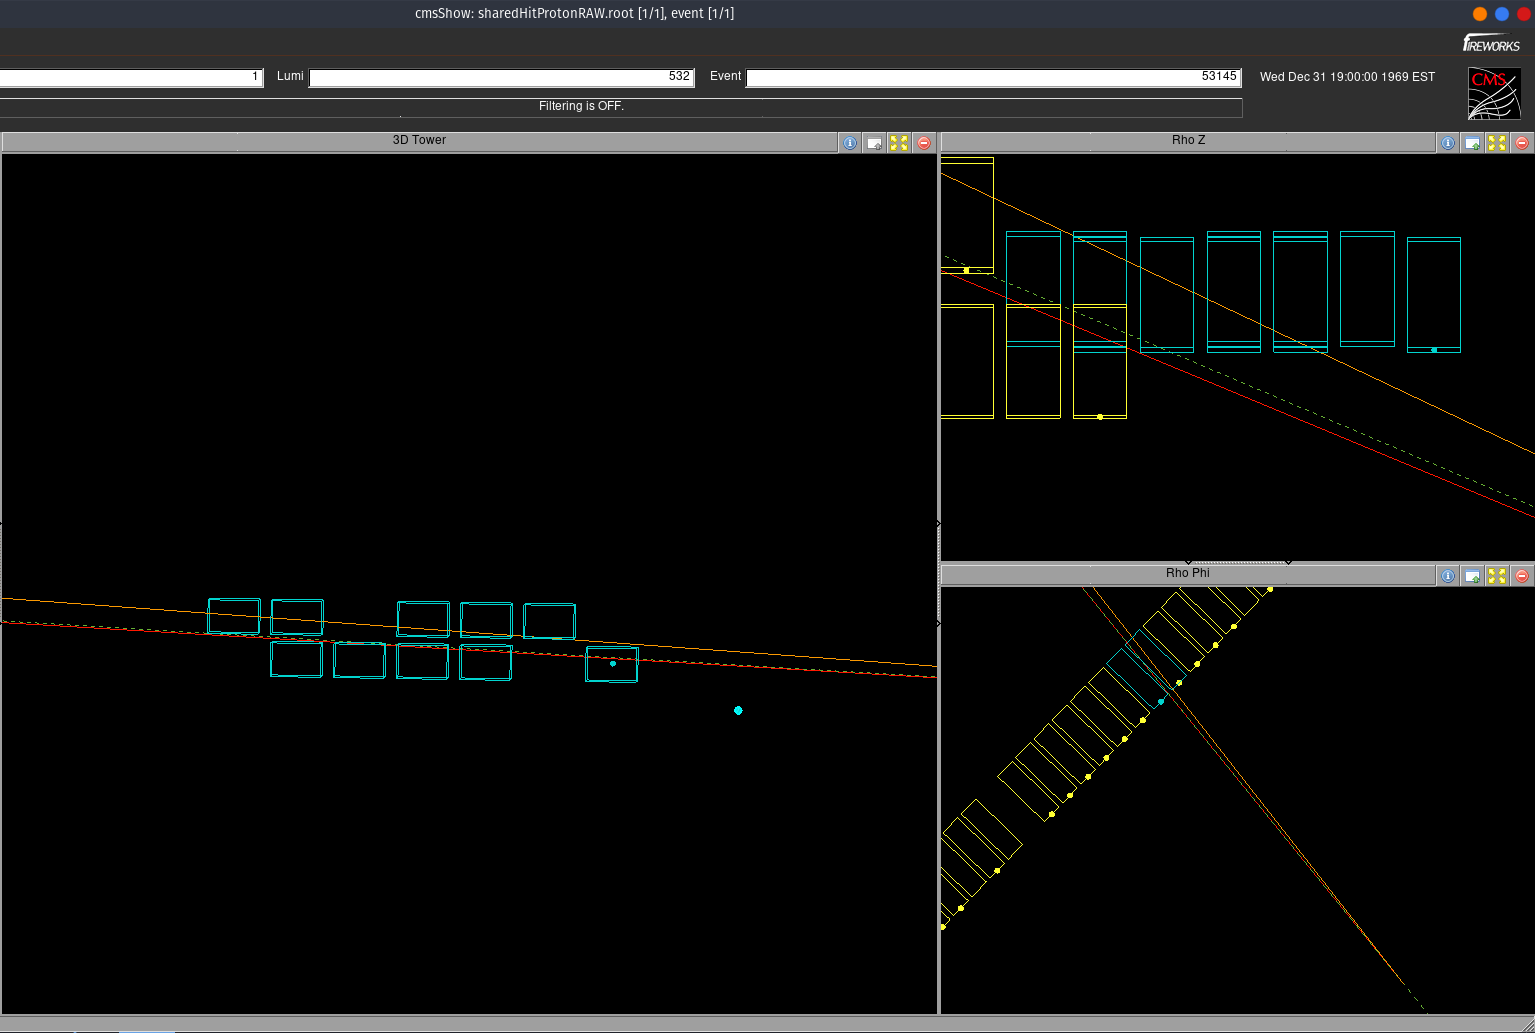 cmsShow: sharedHitProtonRAW.root [1/1], event [1/1]
FIREWORKS
1 Lumi 532 Event 53145 Wed Dec 31 19:00:00 1969 EST
CMS
Filtering is OFF.
3D Tower
Rho Z
Rho Phi